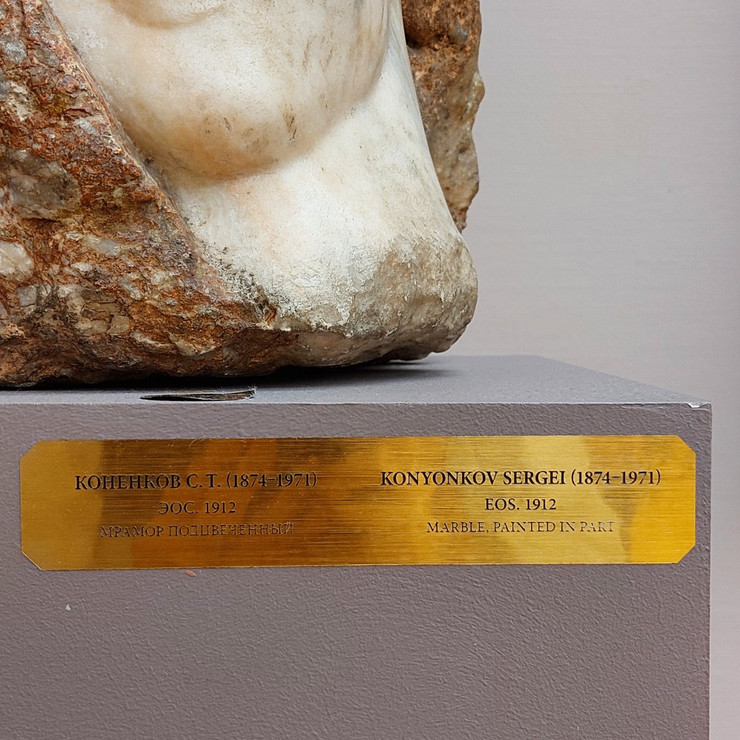 КОНЕНКОВ С. Т. (1874–1971)
ЭОС. 1912
МРАМОР ПОДЦВЕЧЕННЫЙ
KONYONKOV SERGEI (1874–1971)
EOS. 1912
MARBLE, PAINTED IN PART